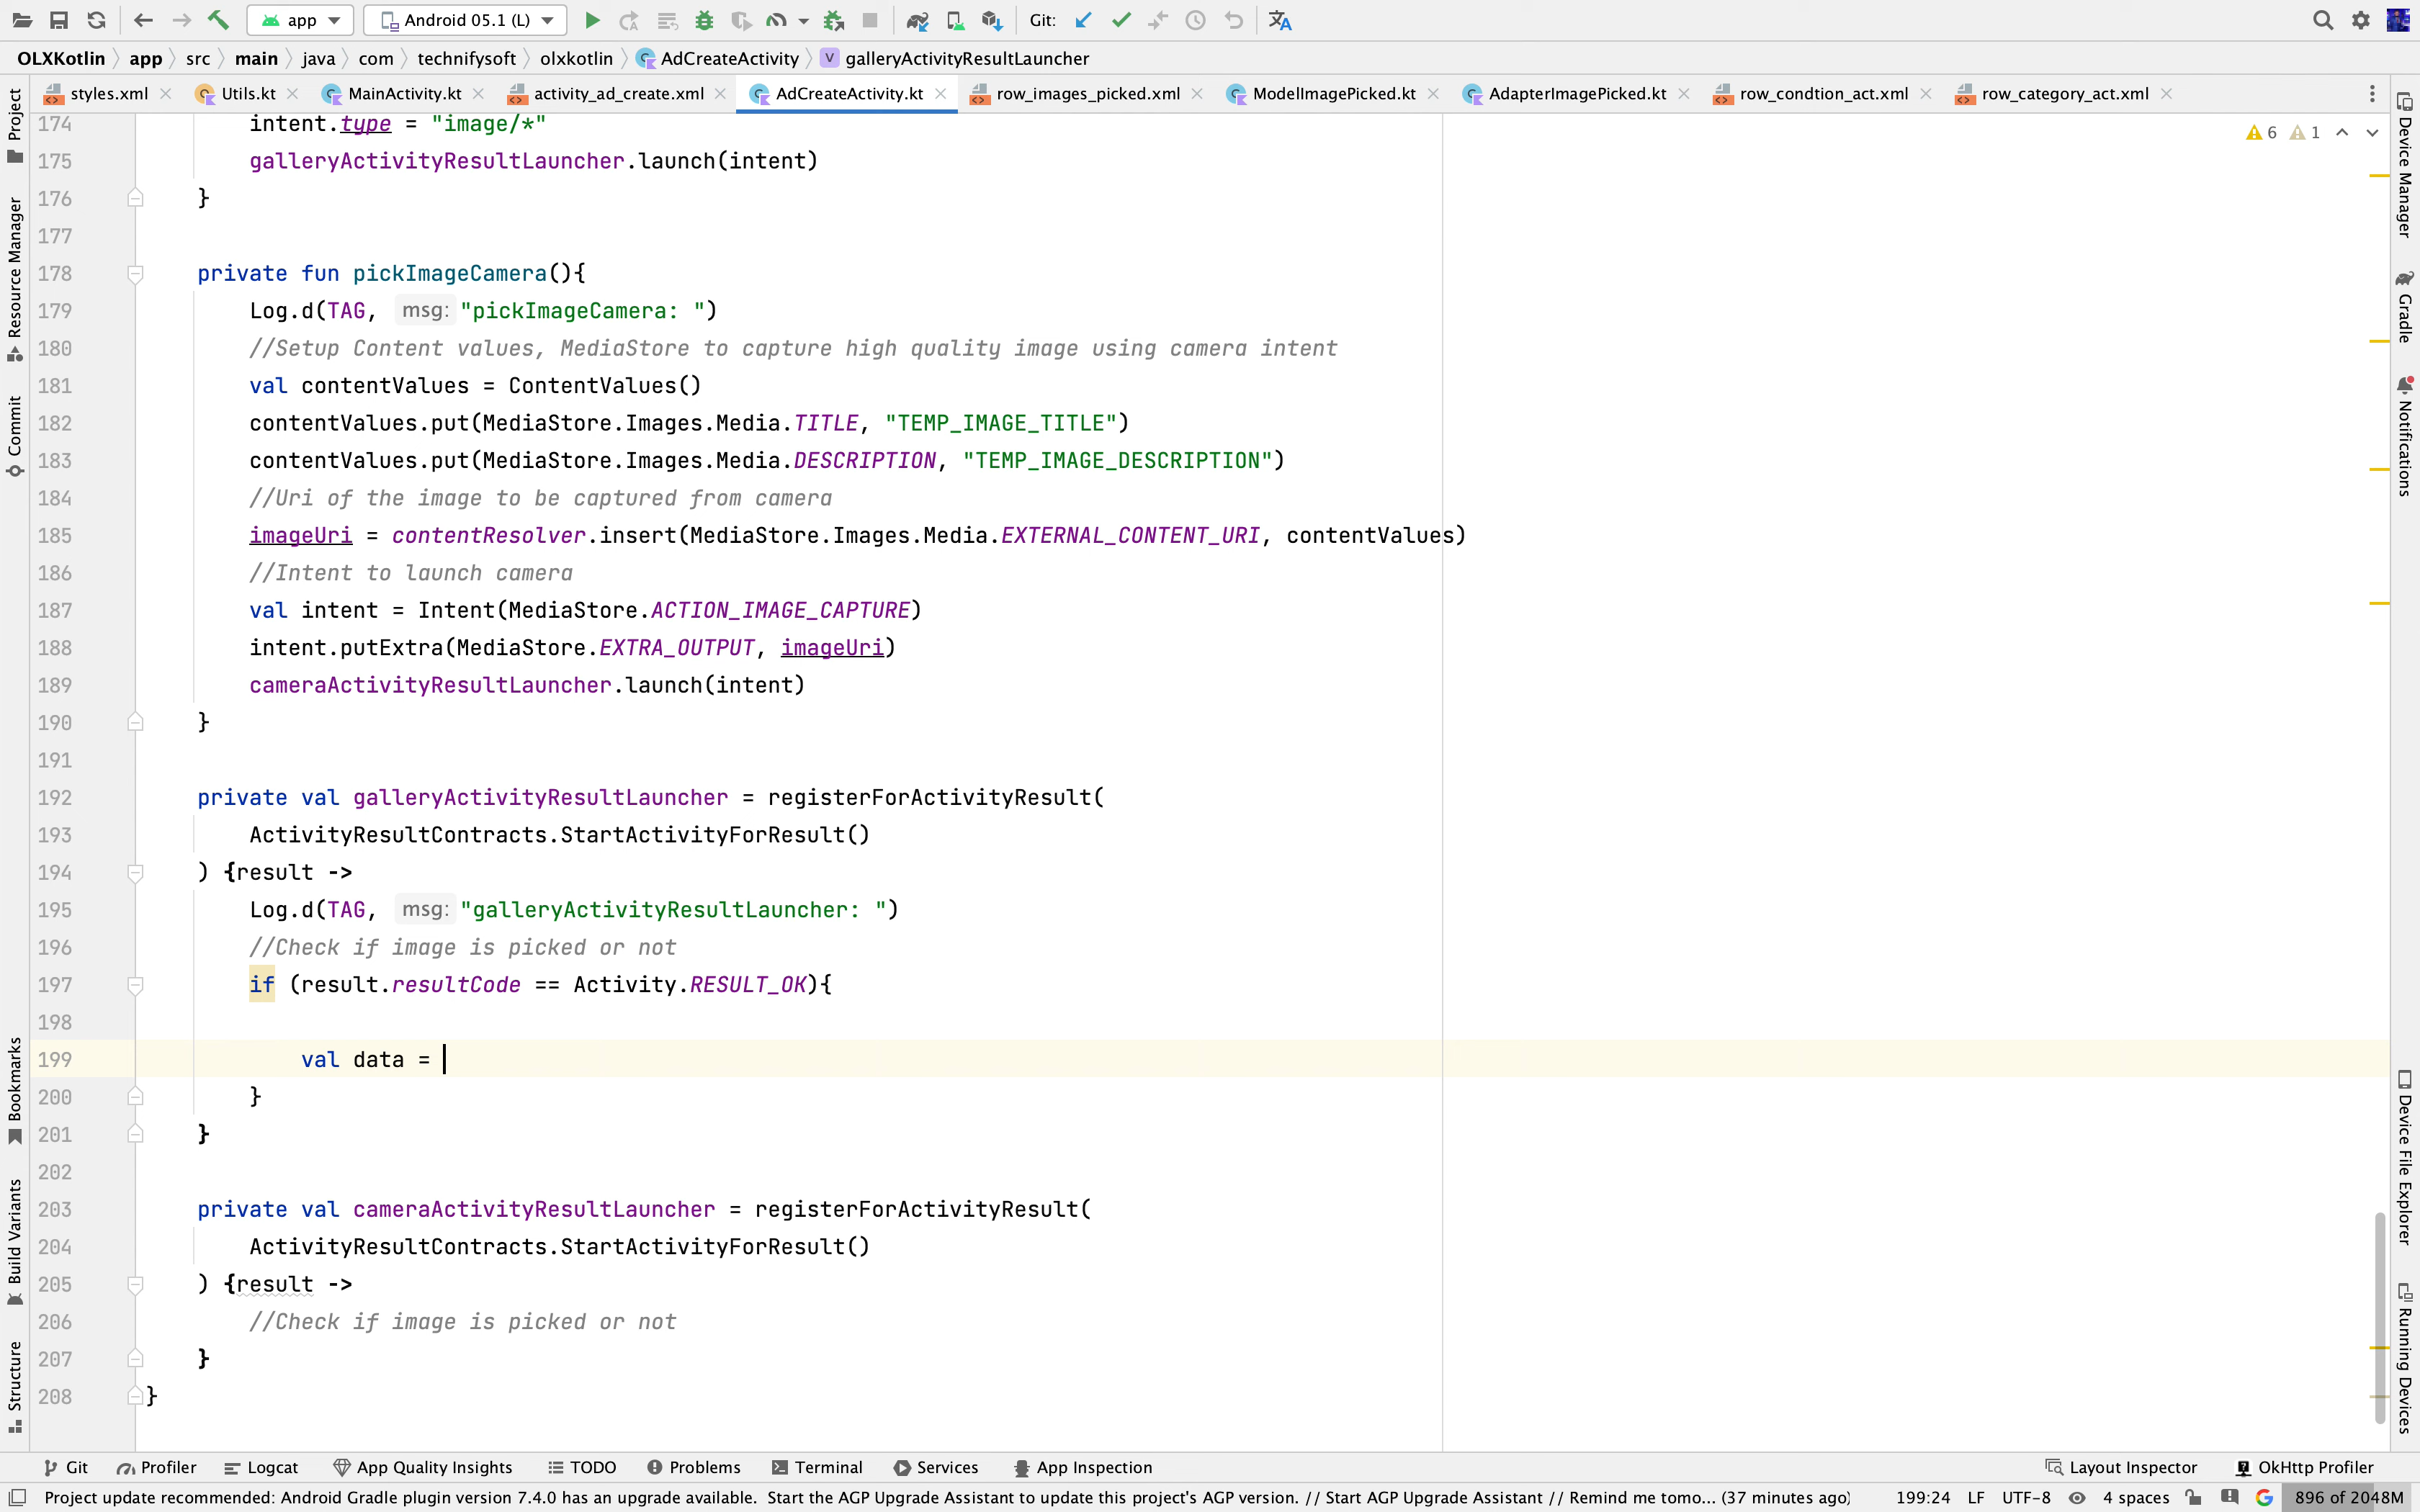 app Android 05.1 (L) Git:
OLXKotlin app src main java com technifysoft olxkotlin AdCreateActivity galleryActivityResultLauncher
styles.xml Utils.kt MainActivity.kt activity_ad_create.xml AdCreateActivity.kt row_images_picked.xml ModelImagePicked.kt AdapterImagePicked.kt row_condtion_act.xml row_category_act.xml
6 1
174 intent.type = "image/*"
175 galleryActivityResultLauncher.launch(intent)
176 }
177
178 private fun pickImageCamera(){
179 Log.d(TAG, msg: "pickImageCamera: ")
180 //Setup Content values, MediaStore to capture high quality image using camera intent
181 val contentValues = ContentValues()
182 contentValues.put(MediaStore.Images.Media.TITLE, "TEMP_IMAGE_TITLE")
183 contentValues.put(MediaStore.Images.Media.DESCRIPTION, "TEMP_IMAGE_DESCRIPTION")
184 //Uri of the image to be captured from camera
185 imageUri = contentResolver.insert(MediaStore.Images.Media.EXTERNAL_CONTENT_URI, contentValues)
186 //Intent to launch camera
187 val intent = Intent(MediaStore.ACTION_IMAGE_CAPTURE)
188 intent.putExtra(MediaStore.EXTRA_OUTPUT, imageUri)
189 cameraActivityResultLauncher.launch(intent)
190 }
191
192 private val galleryActivityResultLauncher = registerForActivityResult(
193 ActivityResultContracts.StartActivityForResult()
194 ) {result ->
195 Log.d(TAG, msg: "galleryActivityResultLauncher: ")
196 //Check if image is picked or not
197 if (result.resultCode == Activity.RESULT_OK){
198
199 val data =
200 }
201 }
202
203 private val cameraActivityResultLauncher = registerForActivityResult(
204 ActivityResultContracts.StartActivityForResult()
205 ) {result ->
206 //Check if image is picked or not
207 }
208 }
Project
Resource Manager
Commit
Bookmarks
Build Variants
Structure
Device Manager
Gradle
Notifications
Device File Explorer
Running Devices
Git Profiler Logcat App Quality Insights TODO Problems Terminal Services App Inspection Layout Inspector OkHttp Profiler
Project update recommended: Android Gradle plugin version 7.4.0 has an upgrade available. Start the AGP Upgrade Assistant to update this project's AGP version. // Start AGP Upgrade Assistant // Remind me tomo... (37 minutes ago) 199:24 LF UTF-8 4 spaces 896 of 2048M